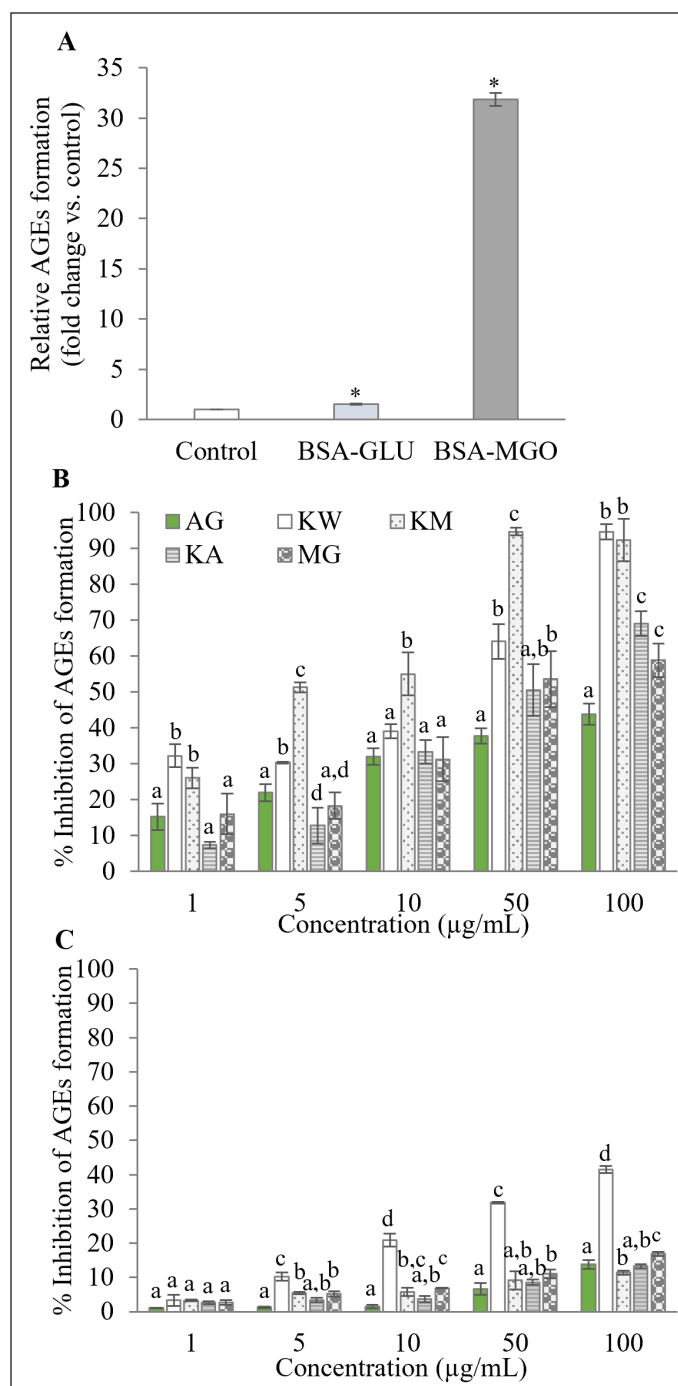 A
Relative AGEs formation
(fold change vs. control)
35
30
25
20
15
10
5
0
*
*
Control BSA-GLU BSA-MGO
B
% Inhibition of AGEs formation
100
90
80
70
60
50
40
30
20
10
0
AG KW KM
KA MG
a b b a a
a b c d a,d
a a b a a
a b c a,b b
a b b c c
1 5 10 50 100
Concentration (µg/mL)
C
% Inhibition of AGEs formation
100
90
80
70
60
50
40
30
20
10
0
a a a a a
a c b a,b b
a d b,c a,b c
a c a,b a,b b
a d b a,b c
1 5 10 50 100
Concentration (µg/mL)